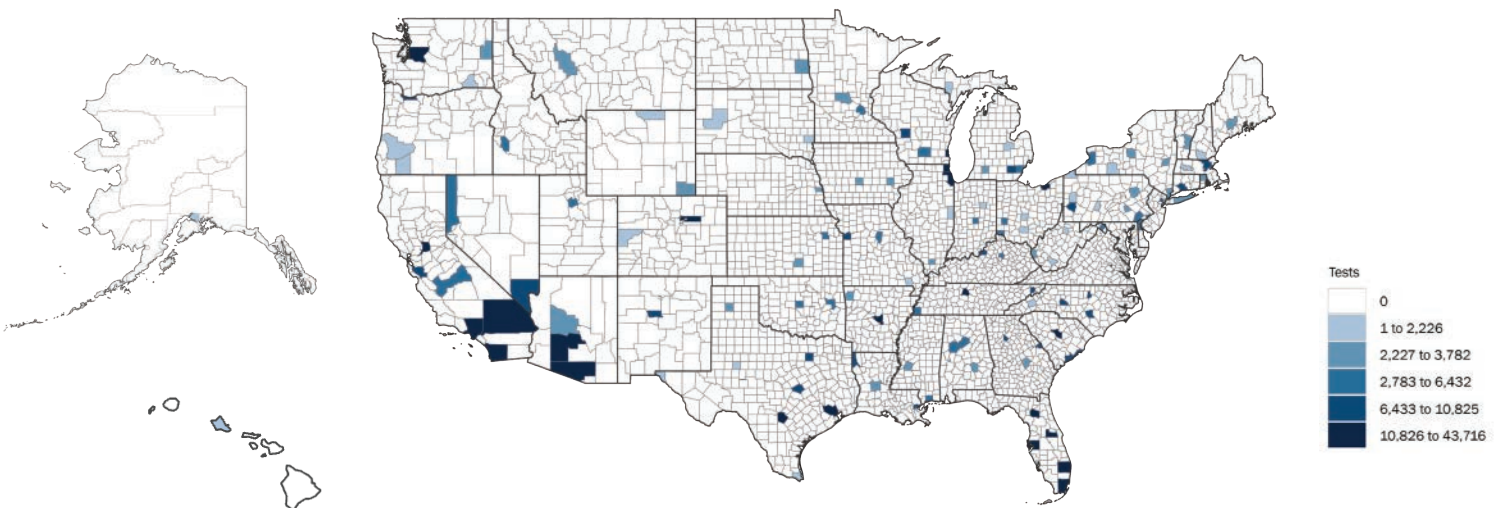 Tests
0
1 to 2,226
2,227 to 3,782
2,783 to 6,432
6,433 to 10,825
10,826 to 43,716